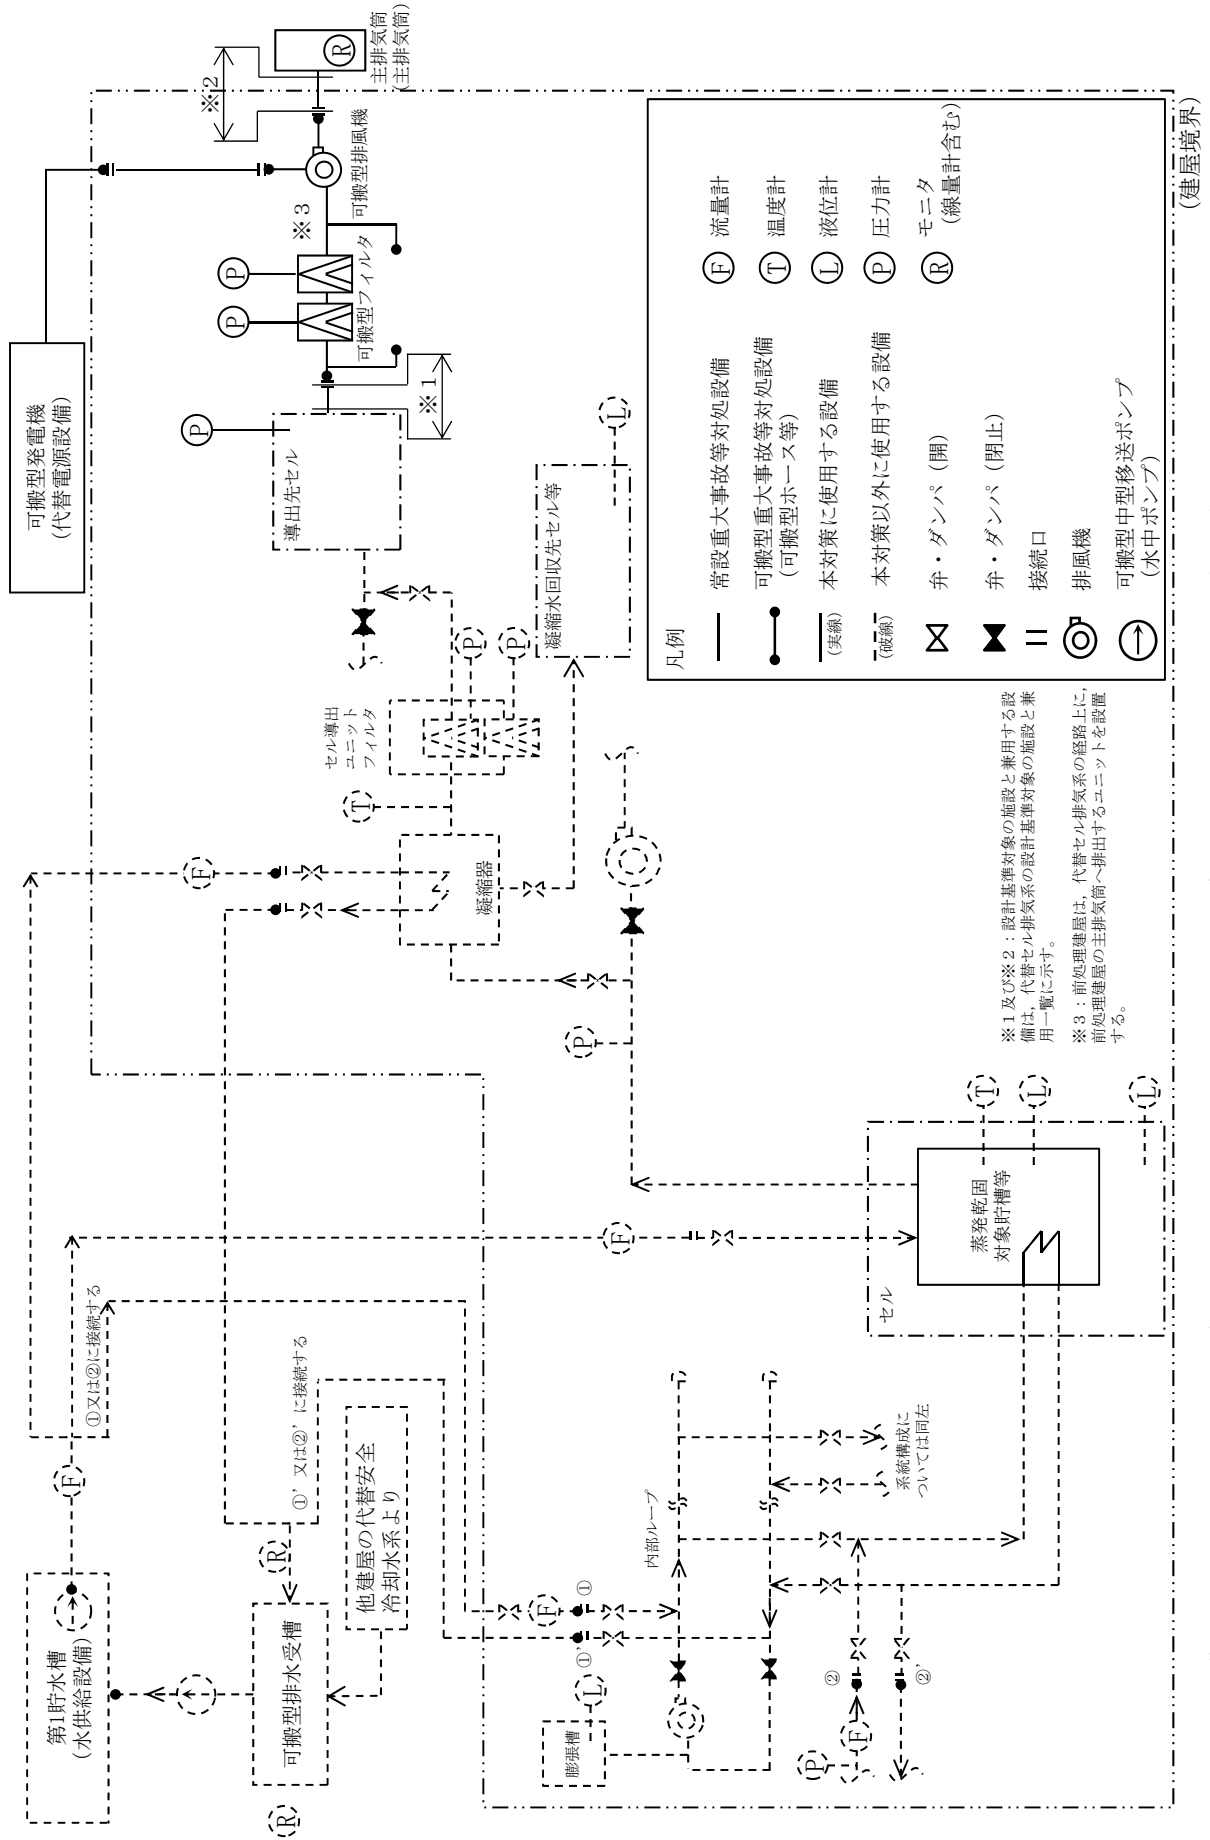 可搬型発電機
(代替電源設備)
※2
R
主排気筒
(主排気筒)
可搬型排風機
※3
P
P
可搬型フィルタ
※1
P
導出先セル
L
凝縮水回収先セル等
P
P
セル導出
ユニット
フィルタ
T
F
凝縮器
P
F
①又は②に接続する
F
第1貯水槽
(水供給設備)
R
可搬型排水受槽
R
①’又は②’に接続する
他建屋の代替安全
冷却水系より
内部ループ
F
①
①’
L
膨張槽
系統構成に
ついては同左
②
②’
F
P
セル
蒸発乾固
対象貯槽等
T
L
L
凡例
常設重大事故等対処設備
可搬型重大事故等対処設備
(可搬型ホース等)
(実線)
本対策に使用する設備
(破線)
本対策以外に使用する設備
弁・ダンパ（開）
弁・ダンパ（閉止）
接続口
排風機
可搬型中型移送ポンプ
(水中ポンプ)
F 流量計
T 温度計
L 液位計
P 圧力計
R モニタ
(線量計含む)
(建屋境界)
※1及び※2：設計基準対象の施設と兼用する設
備は，代替セル排気系の設計基準対象の施設と兼
用一覧に示す。
※3：前処理建屋は，代替セル排気系の経路上に，
前処理建屋の主排気筒へ排出するユニットを設置
する。